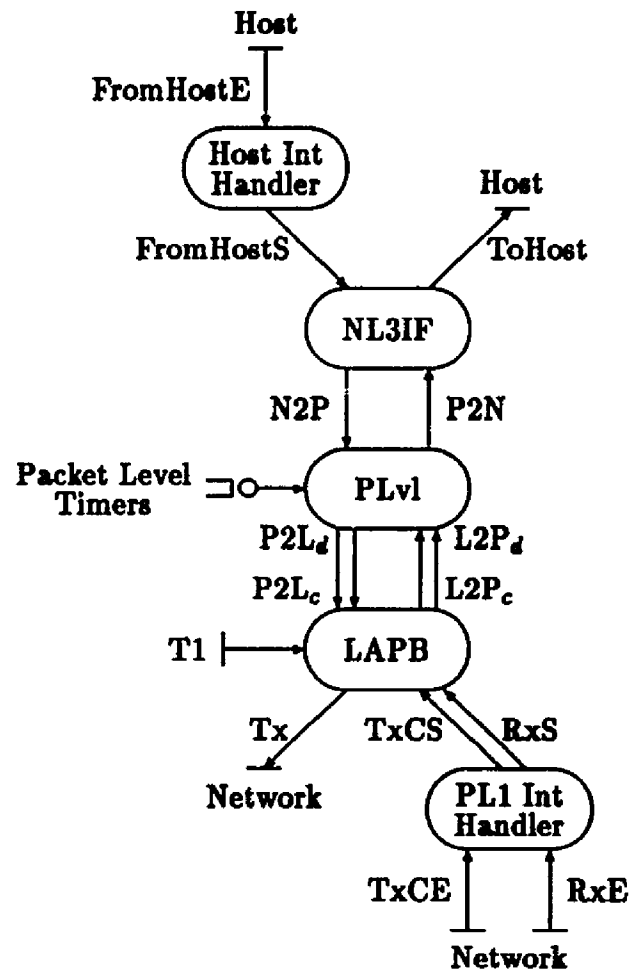 Host
FromHostE
Host Int
Handler
Host
FromHostS
ToHost
NL3IF
N2P
P2N
Packet Level
Timers
PLvl
P2Ld
L2Pd
P2Lc
L2Pc
T1
LAPB
Tx
TxCS
RxS
Network
PL1 Int
Handler
TxCE
RxE
Network